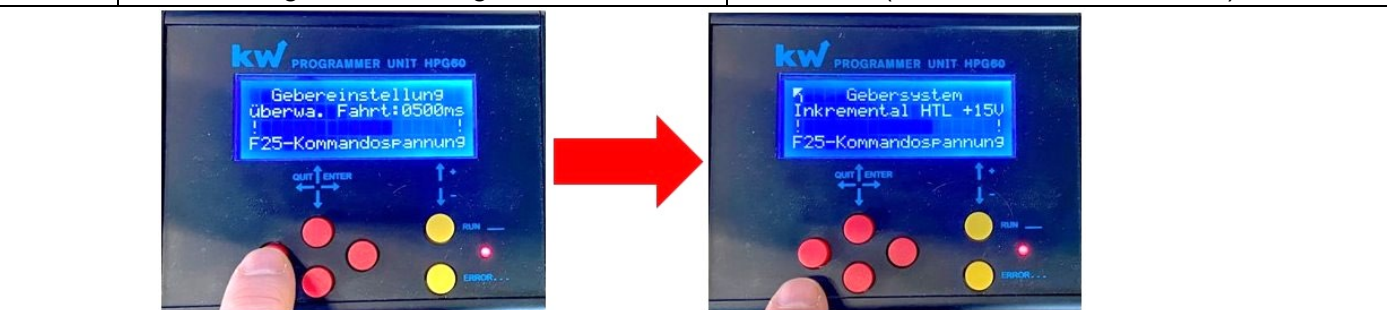 kw PROGRAMMER UNIT HPG60
Gebereinstellung
überwa. Fahrt:0500ms
! !
F25-Kommandospannung
QUIT ENTER
+
-
RUN
ERROR...
kw PROGRAMMER UNIT HPG60
Gebersystem
Inkremental HTL +15V
! !
F25-Kommandospannung
QUIT ENTER
+
-
RUN
ERROR...